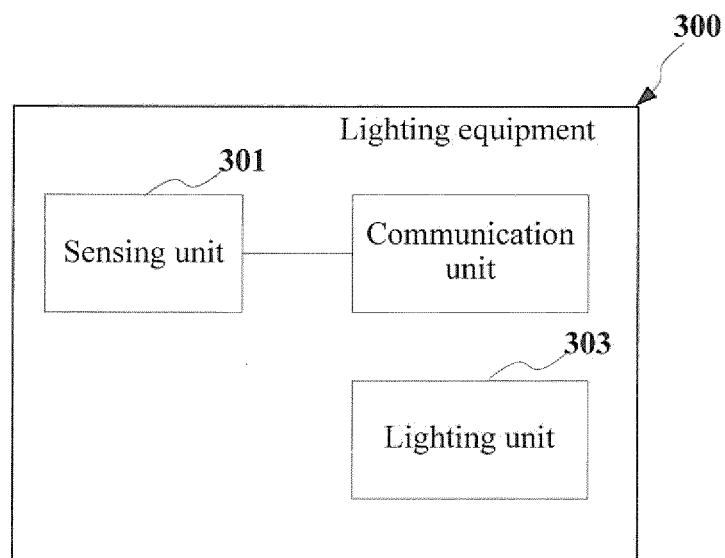 300
Lighting equipment
301
Sensing unit
Communication
unit
303
Lighting unit